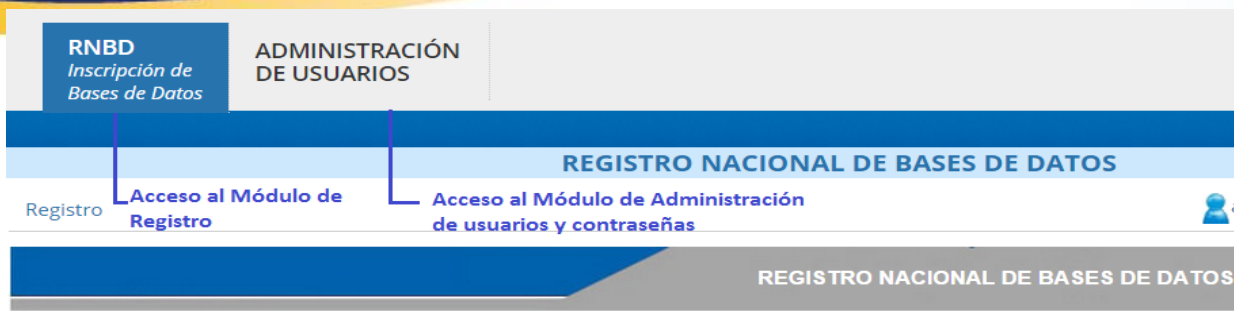 RNBD
Inscripción de
Bases de Datos
ADMINISTRACIÓN
DE USUARIOS
REGISTRO NACIONAL DE BASES DE DATOS
Registro
Acceso al Módulo de
Registro
Acceso al Módulo de Administración
de usuarios y contraseñas
REGISTRO NACIONAL DE BASES DE DATOS